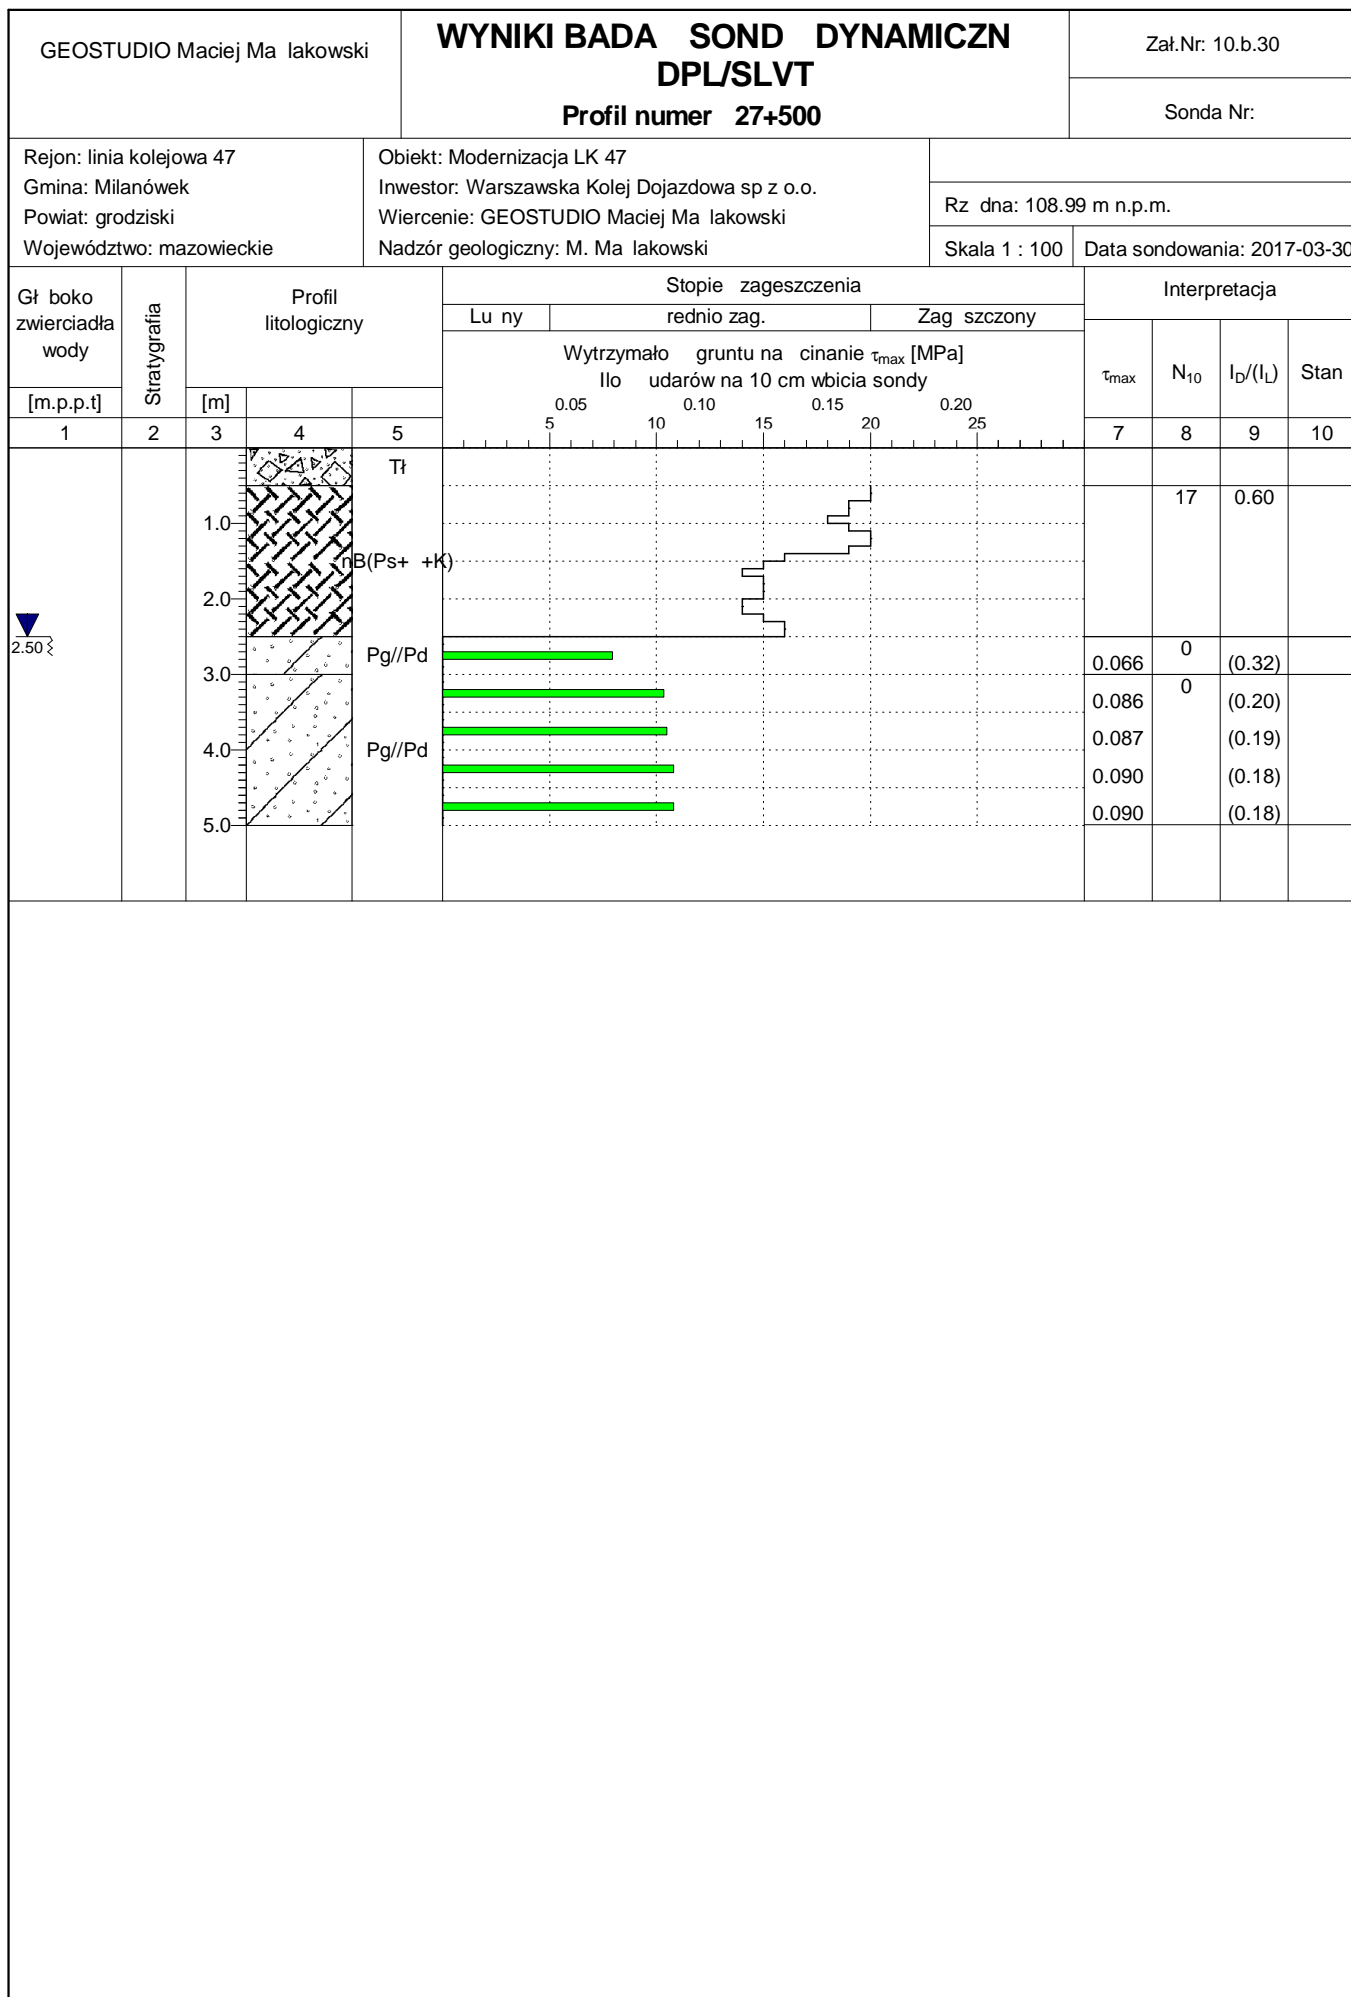 GEOSTUDIO Maciej Ma lakowski
WYNIKI BADA SOND DYNAMICZN
DPL/SLVT
Profil numer 27+500
Zał.Nr: 10.b.30
Sonda Nr:
Rejon: linia kolejowa 47
Gmina: Milanówek
Powiat: grodziski
Województwo: mazowieckie
Obiekt: Modernizacja LK 47
Inwestor: Warszawska Kolej Dojazdowa sp z o.o.
Wiercenie: GEOSTUDIO Maciej Ma lakowski
Nadzór geologiczny: M. Ma lakowski
Rz dna: 108.99 m n.p.m.
Skala 1 : 100
Data sondowania: 2017-03-30
Gł boko
zwierciadła
wody
[m.p.p.t]
Stratygrafia
Profil
litologiczny
[m]
Stopie zageszczenia
Lu ny rednio zag. Zag szczony
Wytrzymało gruntu na cinanie τmax [MPa]
Ilo udarów na 10 cm wbicia sondy
0.05 0.10 0.15 0.20
5 10 15 20 25
Interpretacja
τmax N10 ID/(IL) Stan
1 2 3 4 5 7 8 9 10
Tł
17 0.60
1.0
nB(Ps+ +K)
2.0
2.50
Pg//Pd
0
0.066 (0.32)
3.0
0
0.086 (0.20)
0.087 (0.19)
4.0
Pg//Pd
0.090 (0.18)
0.090 (0.18)
5.0